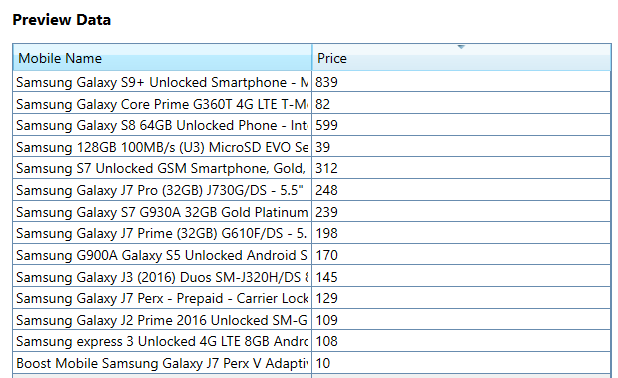 Preview Data
Mobile Name Price
Samsung Galaxy S9+ Unlocked Smartphone - 839
Samsung Galaxy Core Prime G360T 4G LTE 82
Samsung Galaxy S8 64GB Unlocked Phone - 599
Samsung 128GB 100MB/s (U3) MicroSD EVO 39
Samsung S7 Unlocked GSM Smartphone, Gold, 312
Samsung Galaxy J7 Pro (32GB) J730G/DS - 5.5" 248
Samsung Galaxy S7 G930A 32GB Gold Platinum 239
Samsung Galaxy J7 Prime (32GB) G610F/DS - 5. 198
Samsung G900A Galaxy S5 Unlocked Android S 170
Samsung Galaxy J3 (2016) Duos SM-J320H/DS 145
Samsung Galaxy J7 Perx - Prepaid - Carrier Lock 129
Samsung Galaxy J2 Prime 2016 Unlocked SM-G 109
Samsung express 3 Unlocked 4G LTE 8GB Andro 108
Boost Mobile Samsung Galaxy J7 Perx V Adapti 10